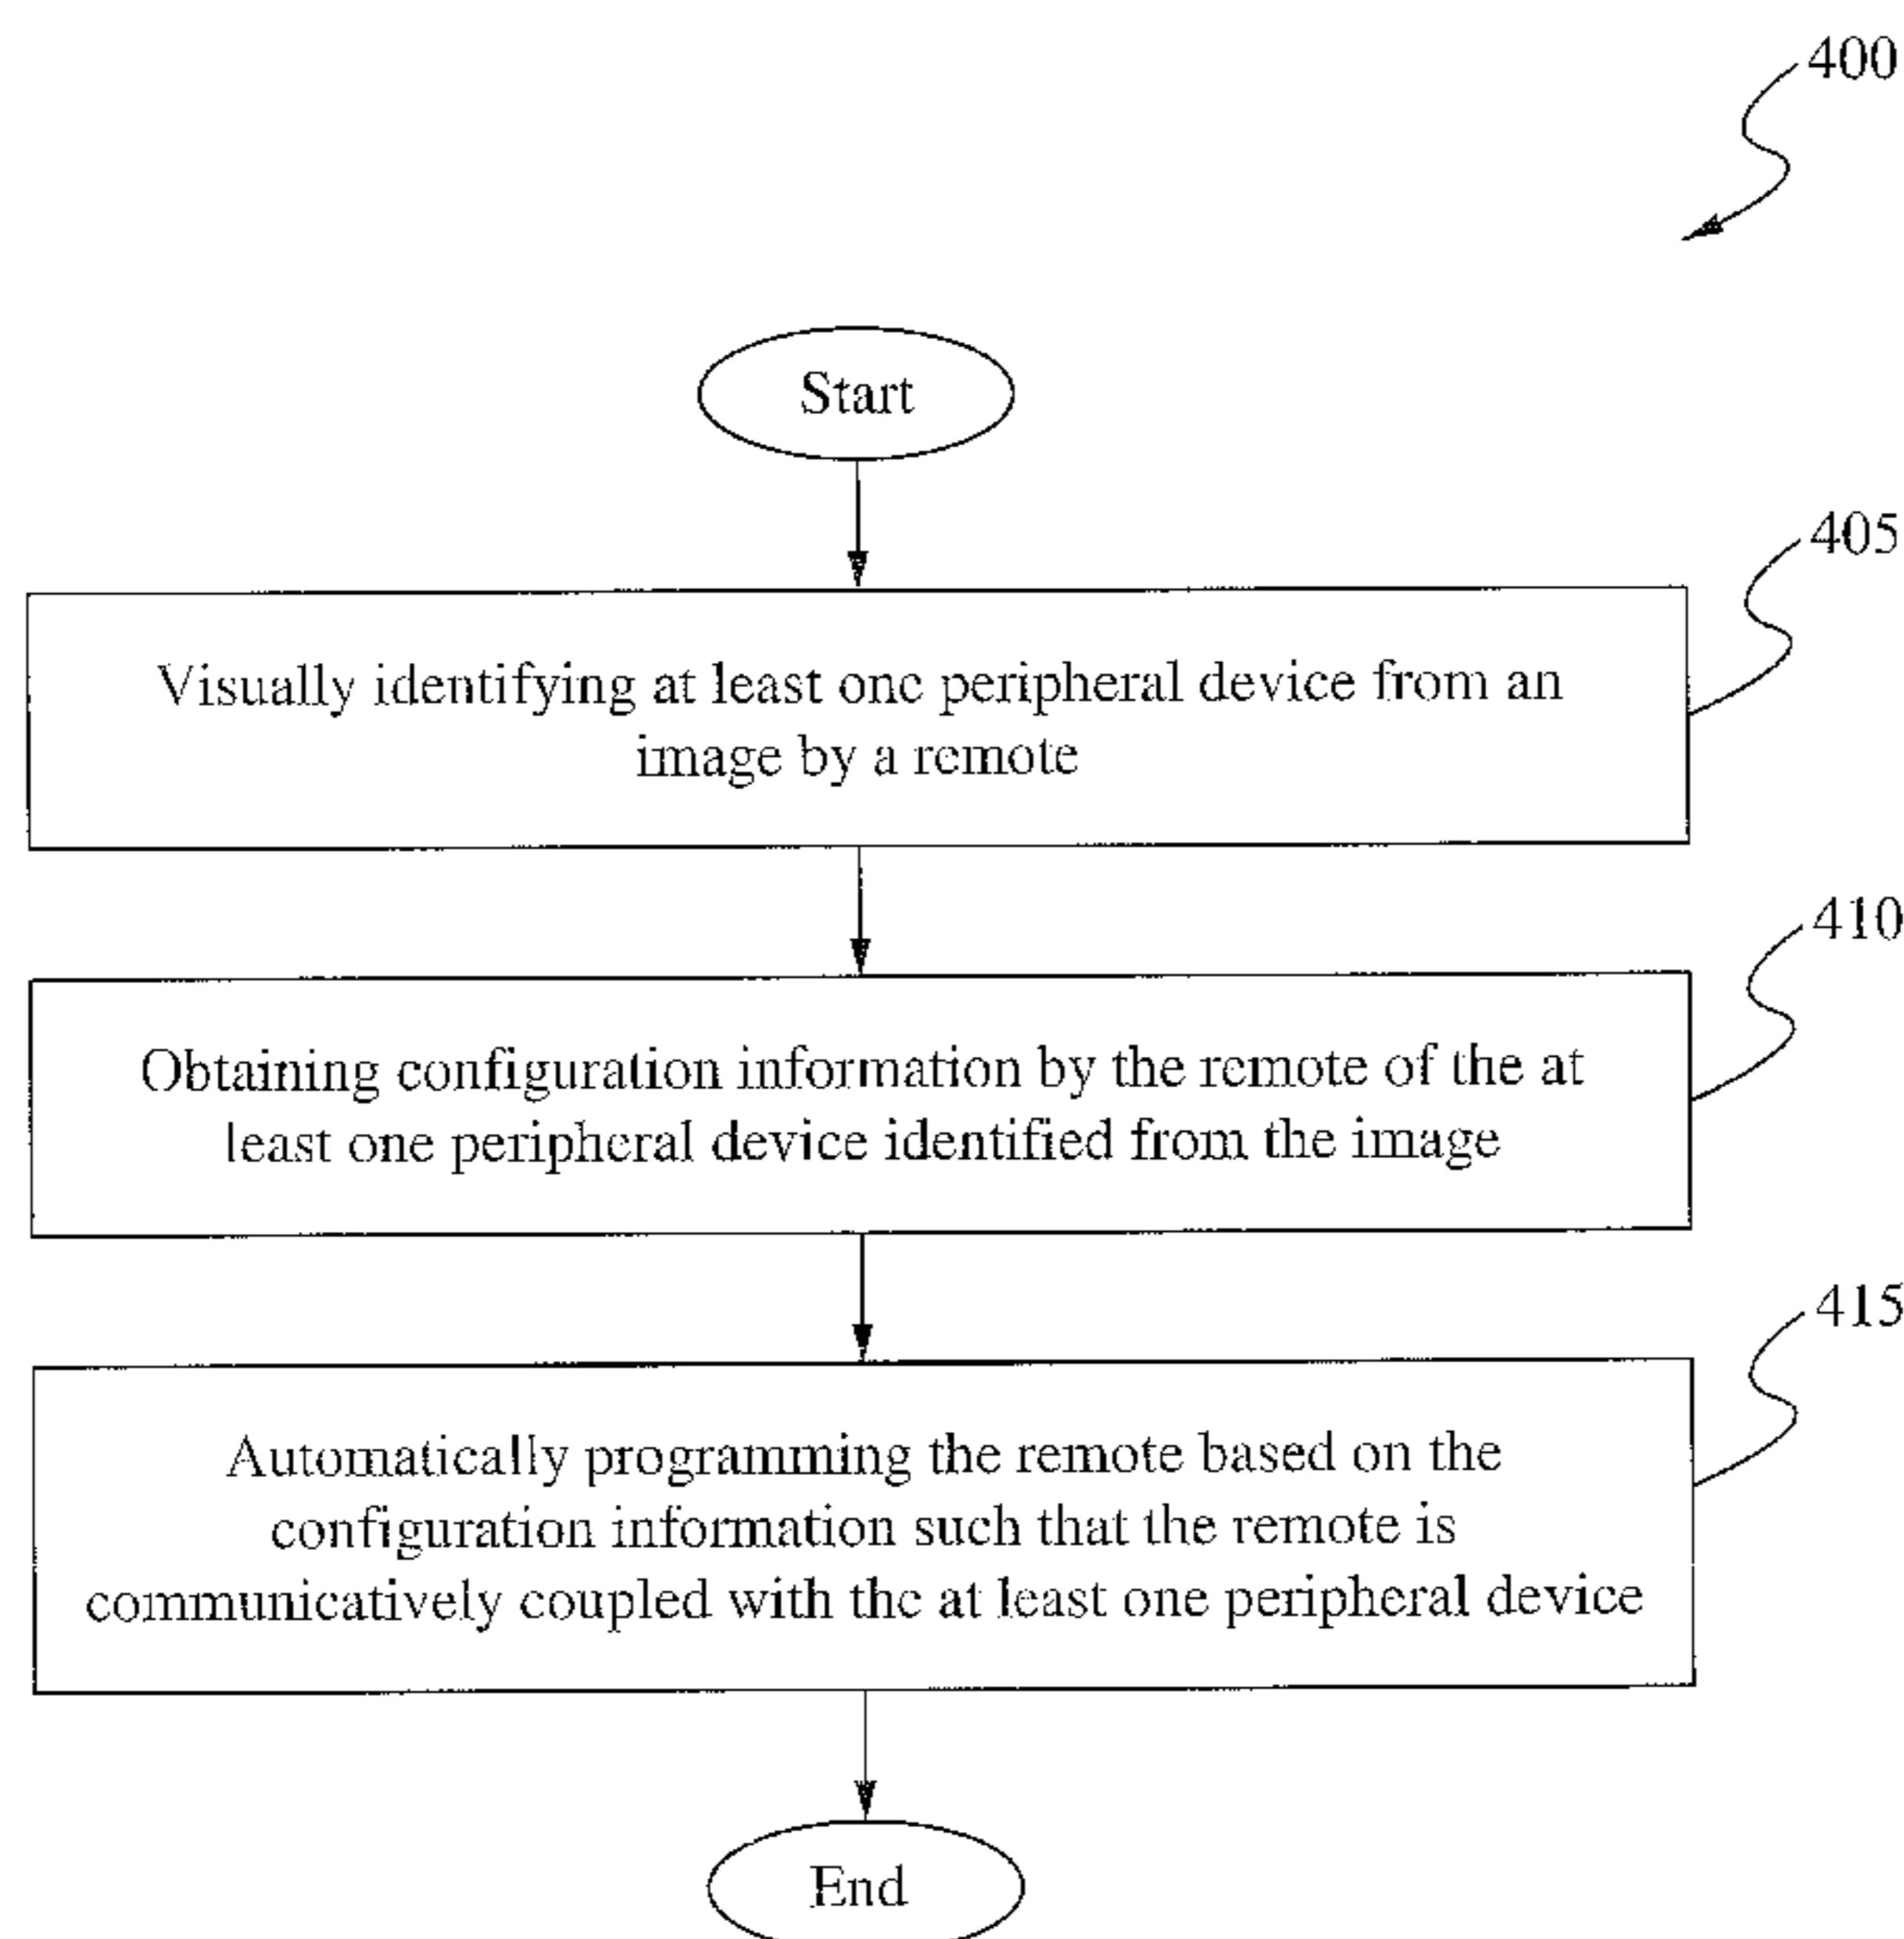 400
Start
405
Visually identifying at least one peripheral device from an
image by a remote
410
Obtaining configuration information by the remote of the at
least one peripheral device identified from the image
415
Automatically programming the remote based on the
configuration information such that the remote is
communicatively coupled with the at least one peripheral device
End